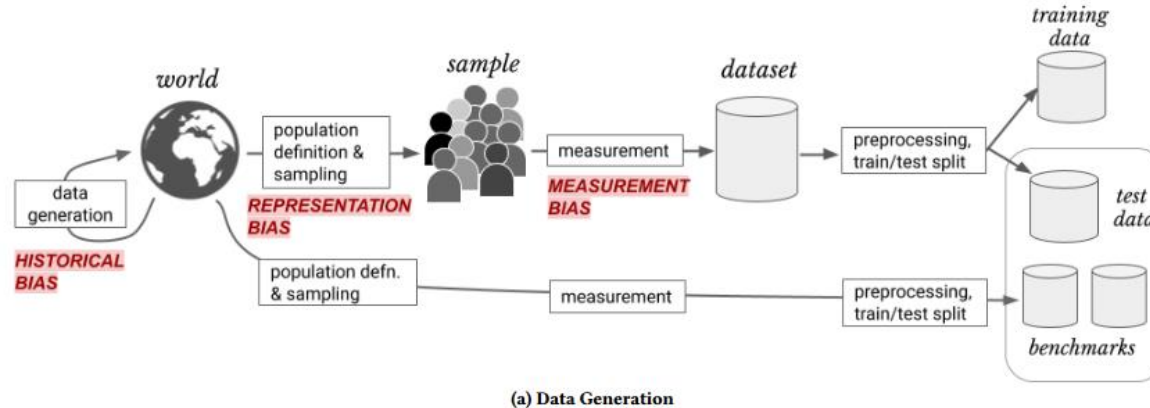 training
data
world
sample
dataset
population
definition &
sampling
measurement
preprocessing,
train/test split
data
generation
REPRESENTATION
BIAS
MEASUREMENT
BIAS
test
data
HISTORICAL
BIAS
population defn.
& sampling
measurement
preprocessing,
train/test split
benchmarks
(a) Data Generation